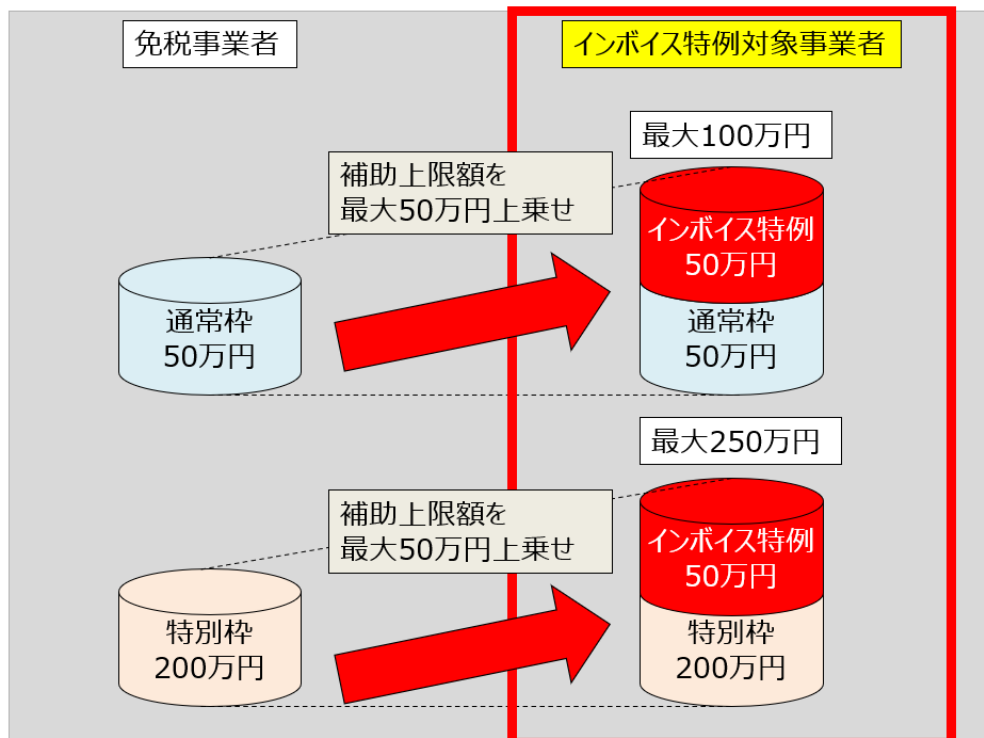 免税事業者
インボイス特例対象事業者
最大100万円
補助上限額を
最大50万円上乗せ
インボイス特例
50万円
通常枠
50万円
通常枠
50万円
最大250万円
補助上限額を
最大50万円上乗せ
インボイス特例
50万円
特別枠
200万円
特別枠
200万円